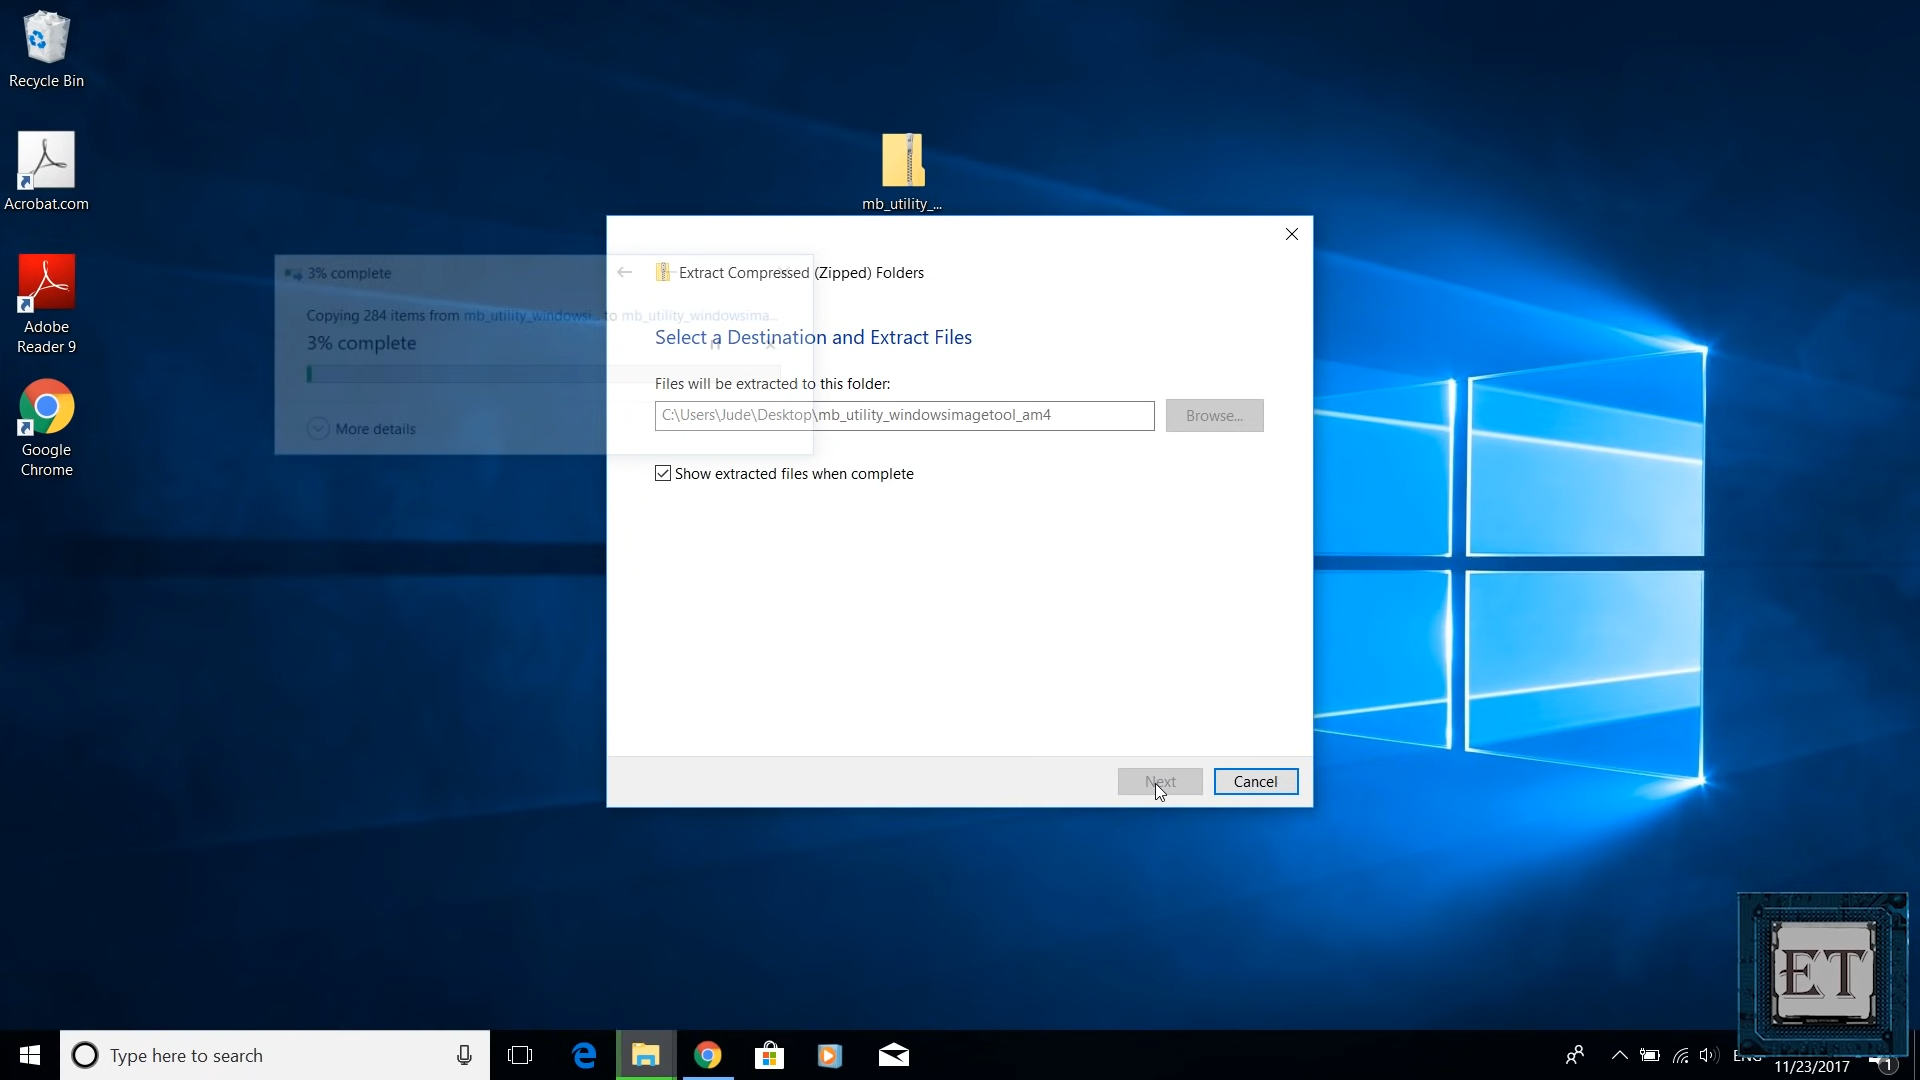 Recycle Bin
Acrobat.com
Adobe
Reader 9
Google
Chrome
mb_utility_...
3% complete
Copying 284 items from mb_utility_windowsi... to mb_utility_windowsima...
3% complete
More details
Extract Compressed (Zipped) Folders
Select a Destination and Extract Files
Files will be extracted to this folder:
C:\Users\Jude\Desktop\mb_utility_windowsimagetool_am4
Browse...
Show extracted files when complete
Next
Cancel
ET
Type here to search
ENG
11/23/2017
1